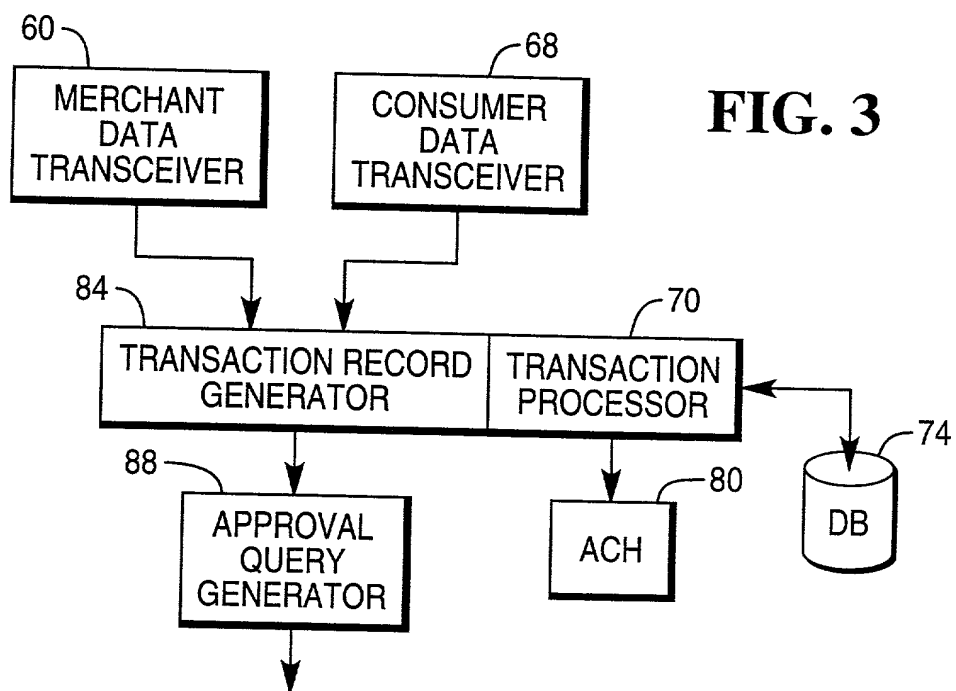 60
68
MERCHANT
DATA
TRANSCEIVER
CONSUMER
DATA
TRANSCEIVER
FIG. 3
84
70
TRANSACTION RECORD
GENERATOR
TRANSACTION
PROCESSOR
74
DB
88
80
APPROVAL
QUERY
GENERATOR
ACH